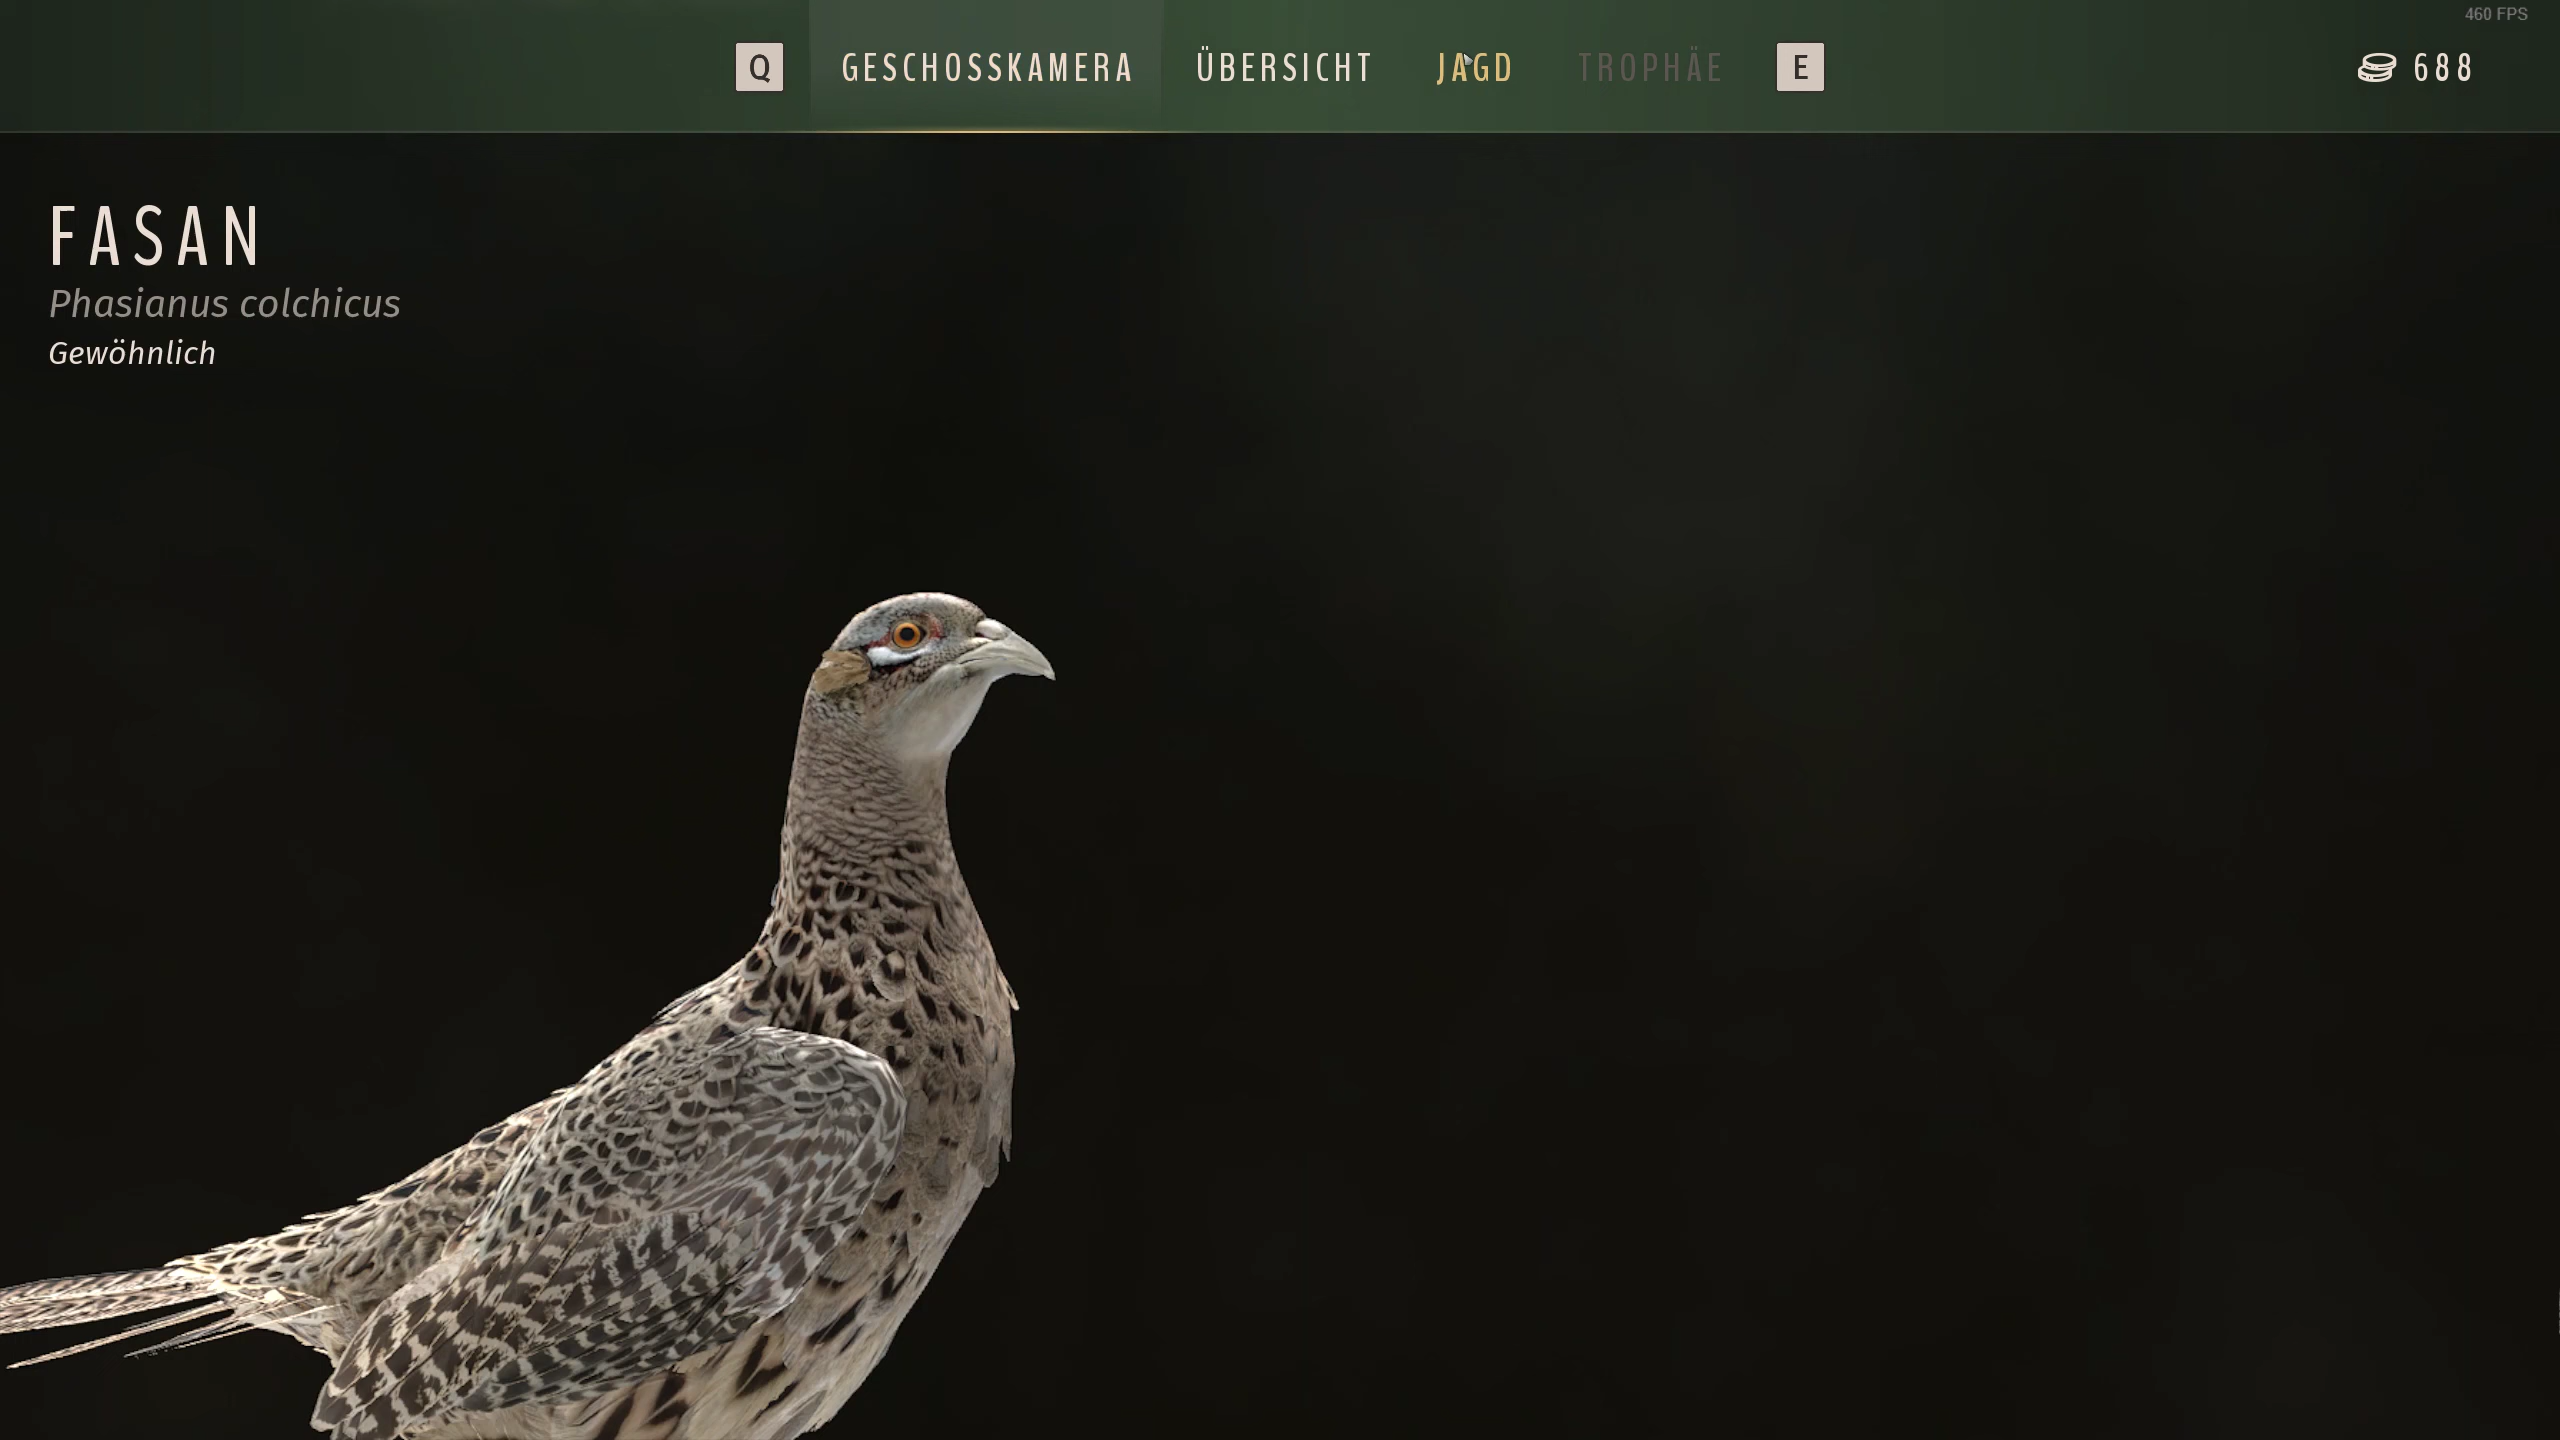 460 FPS
Q GESCHOSSKAMERA ÜBERSICHT JAGD TROPHÄE E 688
FASAN
Phasianus colchicus
Gewöhnlich